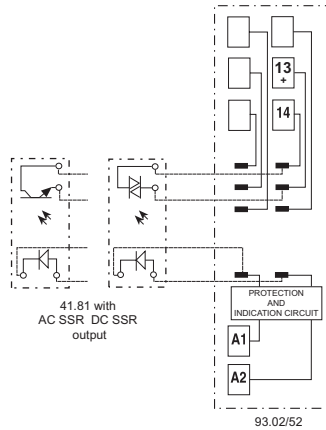 13
+
14
PROTECTION
AND
INDICATION CIRCUIT
A1
A2
41.81 with
AC SSR DC SSR
output
93.02/52